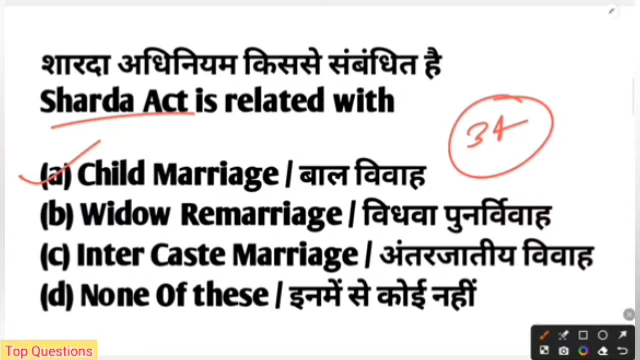 शारदा अधिनियम किससे संबंधित है
Sharda Act is related with
34
(a) Child Marriage / बाल विवाह
(b) Widow Remarriage / विधवा पुनर्विवाह
(c) Inter Caste Marriage / अंतरजातीय विवाह
(d) None Of these / इनमें से कोई नहीं
Top Questions